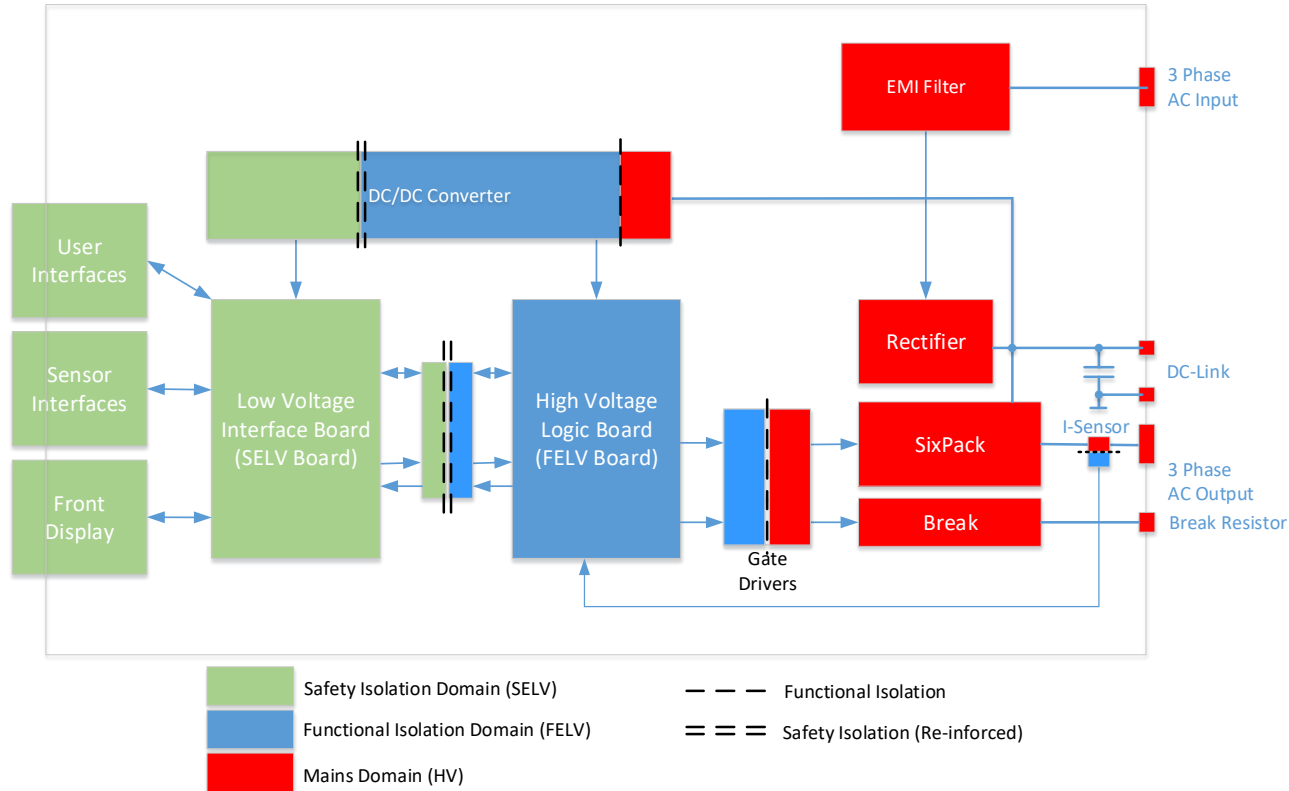 EMI Filter
3 Phase
AC Input
DC/DC Converter
User
Interfaces
Sensor
Interfaces
Front
Display
Low Voltage
Interface Board
(SELV Board)
High Voltage
Logic Board
(FELV Board)
Rectifier
DC-Link
I-Sensor
SixPack
3 Phase
AC Output
Break
Break Resistor
Gate
Drivers
Safety Isolation Domain (SELV)
Functional Isolation
Functional Isolation Domain (FELV)
Safety Isolation (Re-inforced)
Mains Domain (HV)